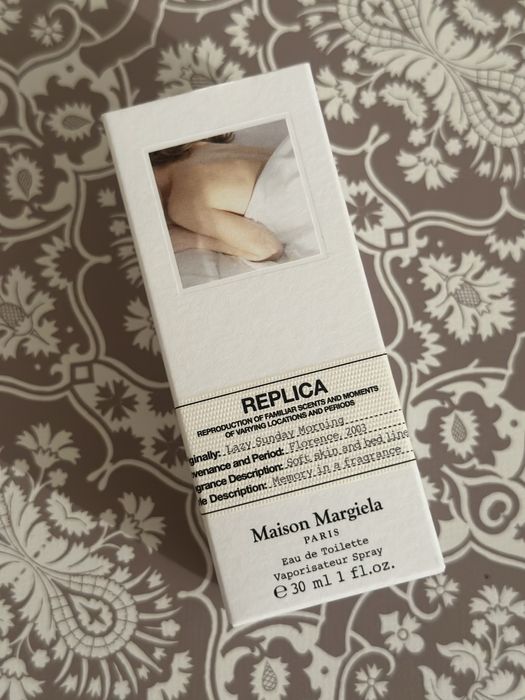 REPLICA
REPRODUCTION OF FAMILIAR SCENTS AND MOMENTS
OF VARYING LOCATIONS AND PERIODS
ginally: Lazy Sunday Morning
venance and Period: Florence, 2003
agrance Description: Soft skin and bed line
le Description: Memory in a fragrance.
Maison Margiela
PARIS
Eau de Toilette
Vaporisateur Spray
℮ 30 ml 1 fl.oz.